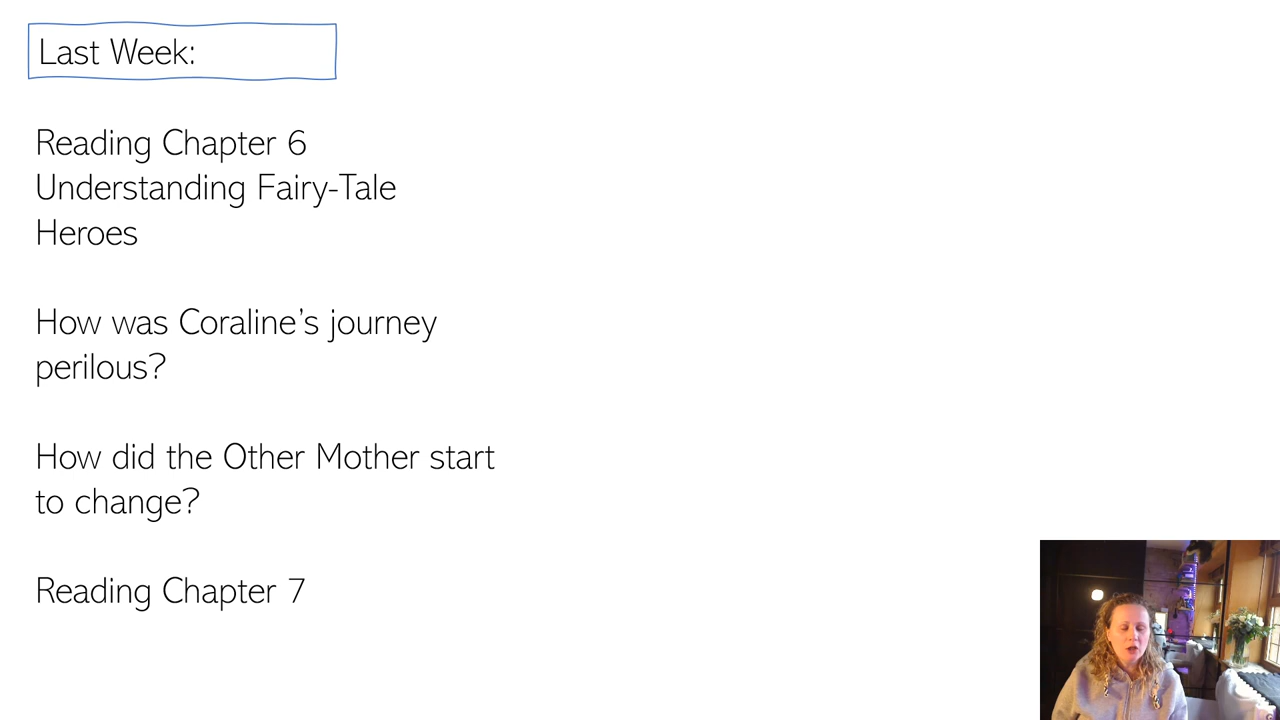 Last Week:
Reading Chapter 6
Understanding Fairy-Tale
Heroes
How was Coraline’s journey
perilous?
How did the Other Mother start
to change?
Reading Chapter 7